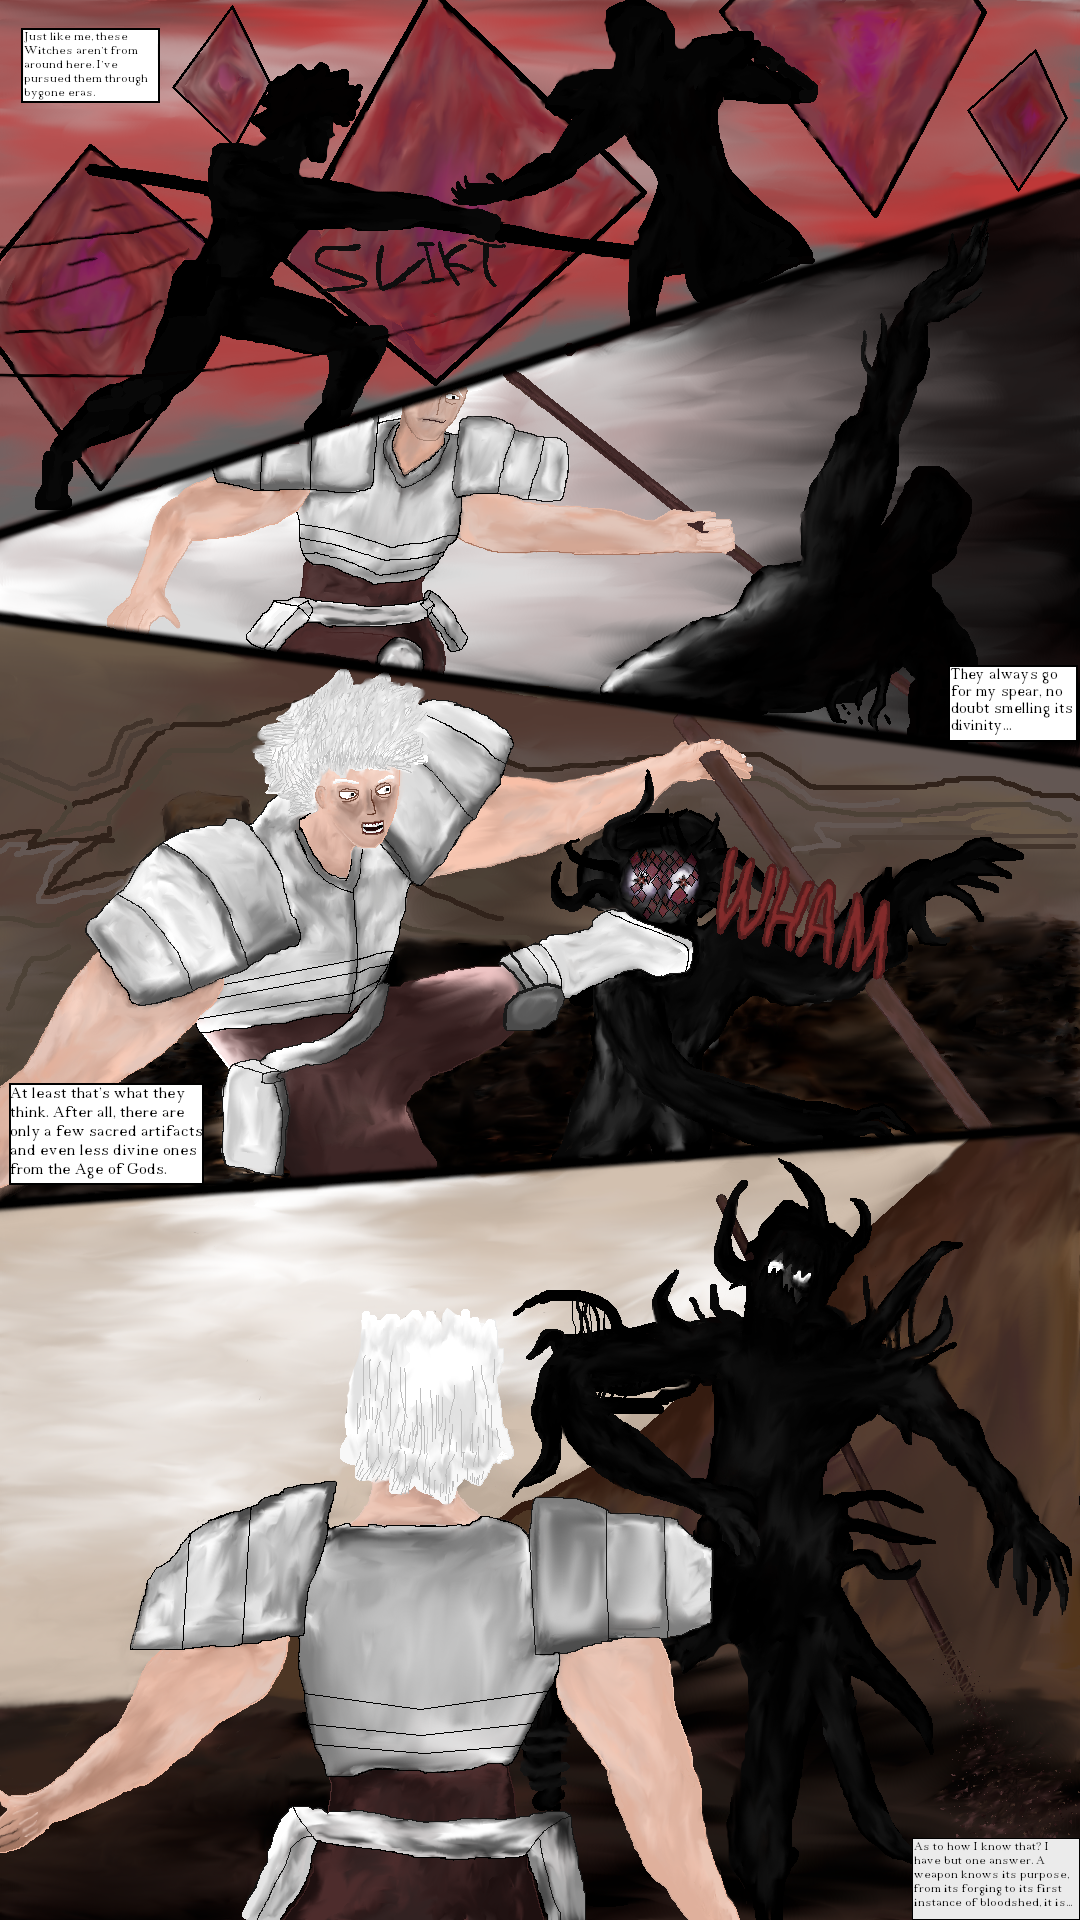 Just like me, these
Witches aren't from
around here. I've
pursued them through
bygone eras.
SLIKT
They always go
for my spear, no
doubt smelling its
divinity...
WHAM
At least that's what they
think. After all, there are
only a few sacred artifacts
and even less divine ones
from the Age of Gods.
As to how I know that? I
have but one answer. A
weapon knows its purpose,
from its forging to its first
instance of bloodshed, it is...